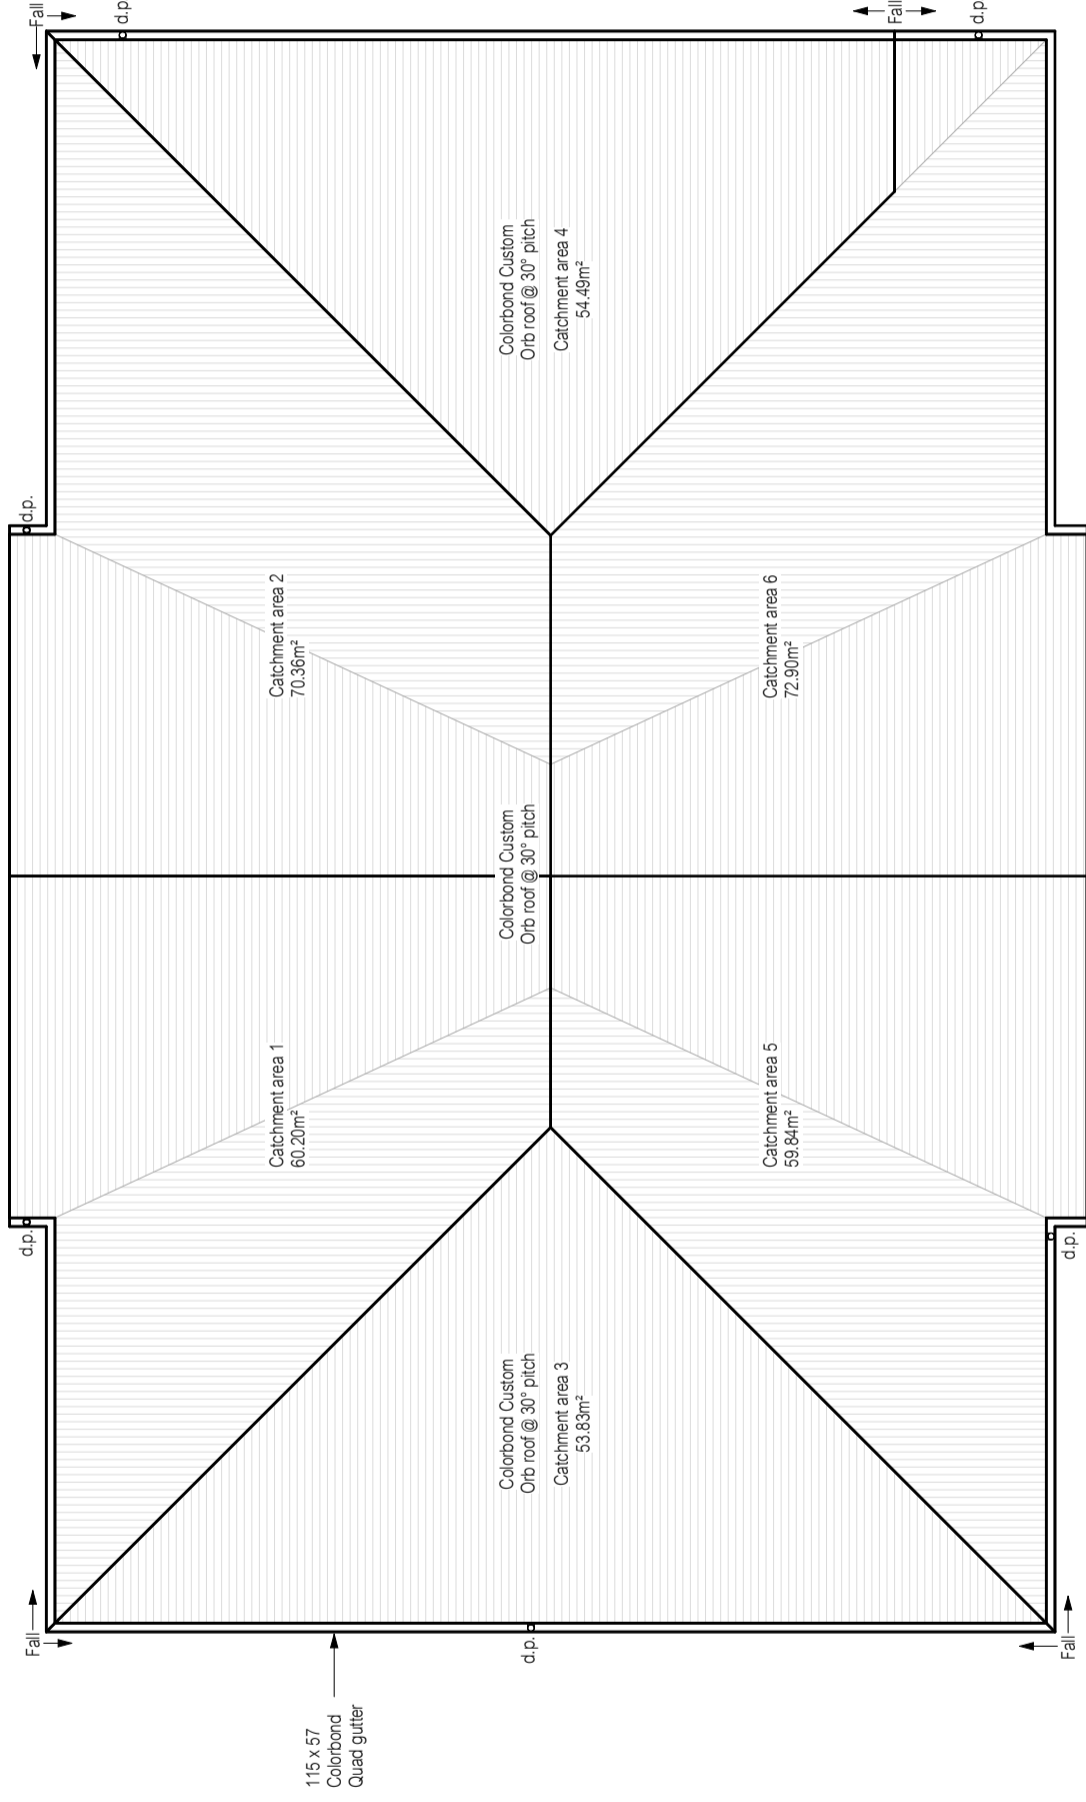 Fall
d.p.
Fall
d.p
d.p.
Colorbond Custom
Orb roof @ 30° pitch
Catchment area 4
54.49m²
Catchment area 2
70.36m²
Catchment area 6
72.90m²
Colorbond Custom
Orb roof @ 30° pitch
Catchment area 1
60.20m²
Catchment area 5
59.84m²
d.p.
d.p.
Colorbond Custom
Orb roof @ 30° pitch
Catchment area 3
53.83m²
Fall
d.p.
Fall
115 x 57
Colorbond
Quad gutter